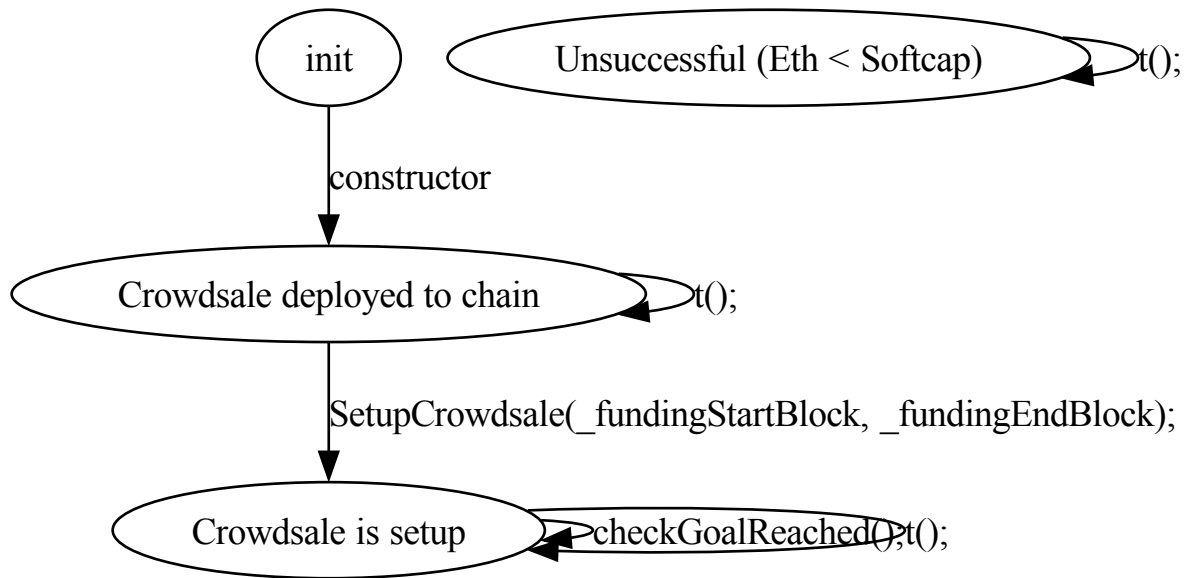 init
Unsuccessful (Eth < Softcap)
t();
constructor
Crowdsale deployed to chain
t();
SetupCrowdsale(_fundingStartBlock, _fundingEndBlock);
Crowdsale is setup
checkGoalReached();
t();